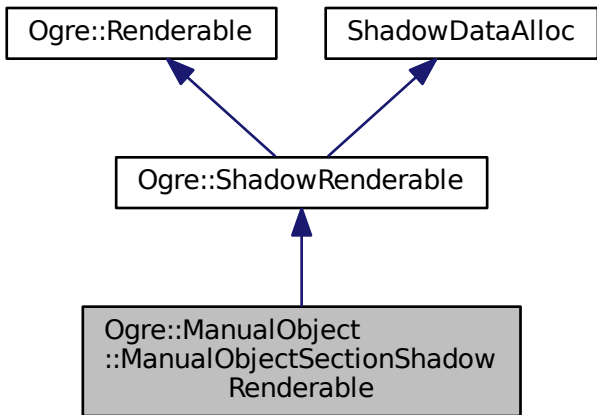 Ogre::Renderable
ShadowDataAlloc
Ogre::ShadowRenderable
Ogre::ManualObject
::ManualObjectSectionShadow
Renderable